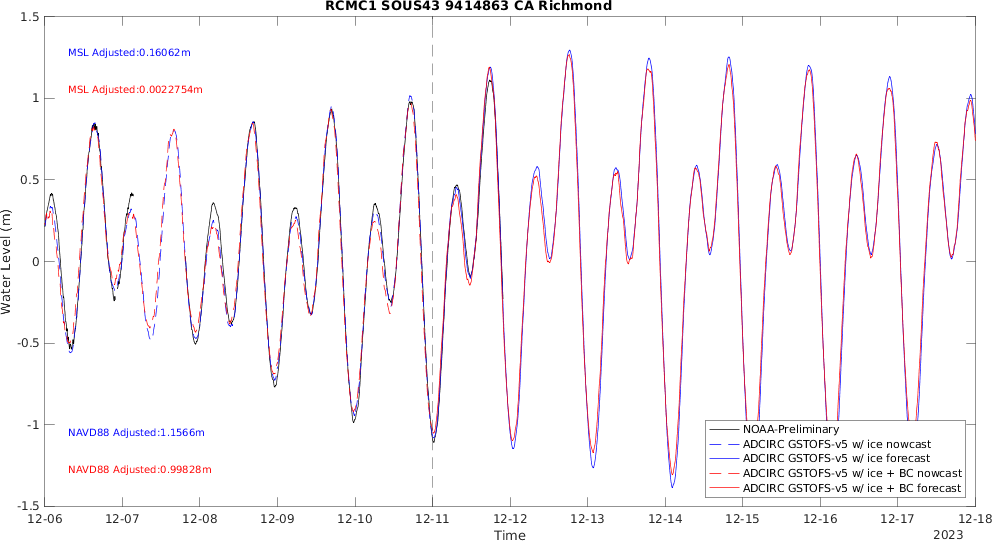 RCMC1 SOUS43 9414863 CA Richmond
MSL Adjusted:0.16062m
MSL Adjusted:0.0022754m
NAVD88 Adjusted:1.1566m
NAVD88 Adjusted:0.99828m
Water Level (m)
1.5
1
0.5
0
-0.5
-1
-1.5
NOAA-Preliminary
ADCIRC GSTOFS-v5 w/ ice nowcast
ADCIRC GSTOFS-v5 w/ ice forecast
ADCIRC GSTOFS-v5 w/ ice + BC nowcast
ADCIRC GSTOFS-v5 w/ ice + BC forecast
12-06 12-07 12-08 12-09 12-10 12-11 12-12 12-13 12-14 12-15 12-16 12-17 12-18
Time
2023